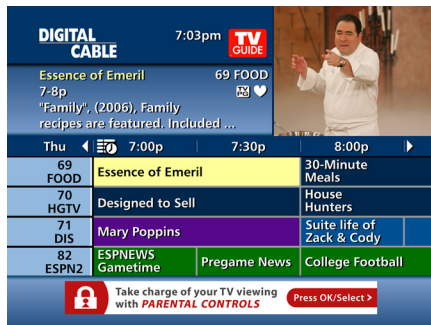 DIGITAL
CABLE
7:03pm
TV
GUIDE
Essence of Emeril 69 FOOD
7-8p TV PG
"Family", (2006), Family
recipes are featured. Included ...
Thu 7:00p 7:30p 8:00p
69
FOOD
Essence of Emeril
30-Minute
Meals
70
HGTV
Designed to Sell
House
Hunters
71
DIS
Mary Poppins
Suite life of
Zack & Cody
82
ESPN2
ESPNEWS
Gametime
Pregame News
College Football
Take charge of your TV viewing
with PARENTAL CONTROLS
Press OK/Select >